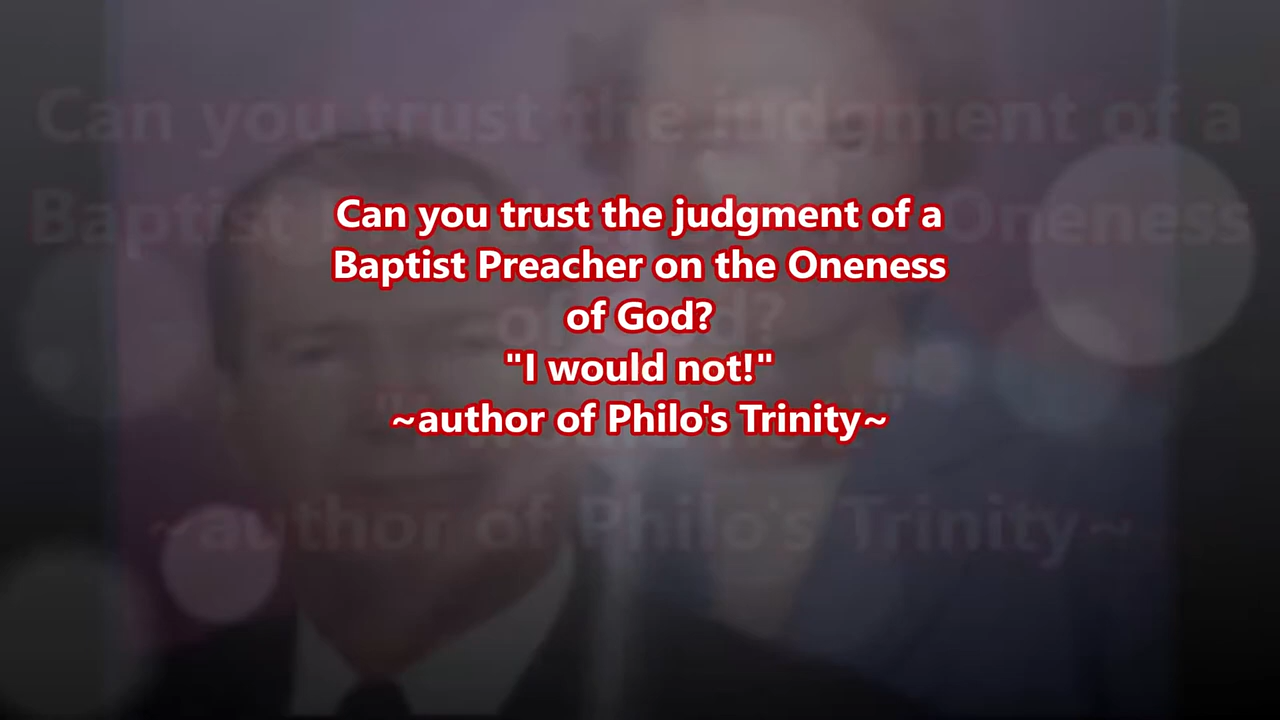 Can you trust the judgment of a
Baptist Preacher on the Oneness
of God?
"I would not!"
~author of Philo's Trinity~